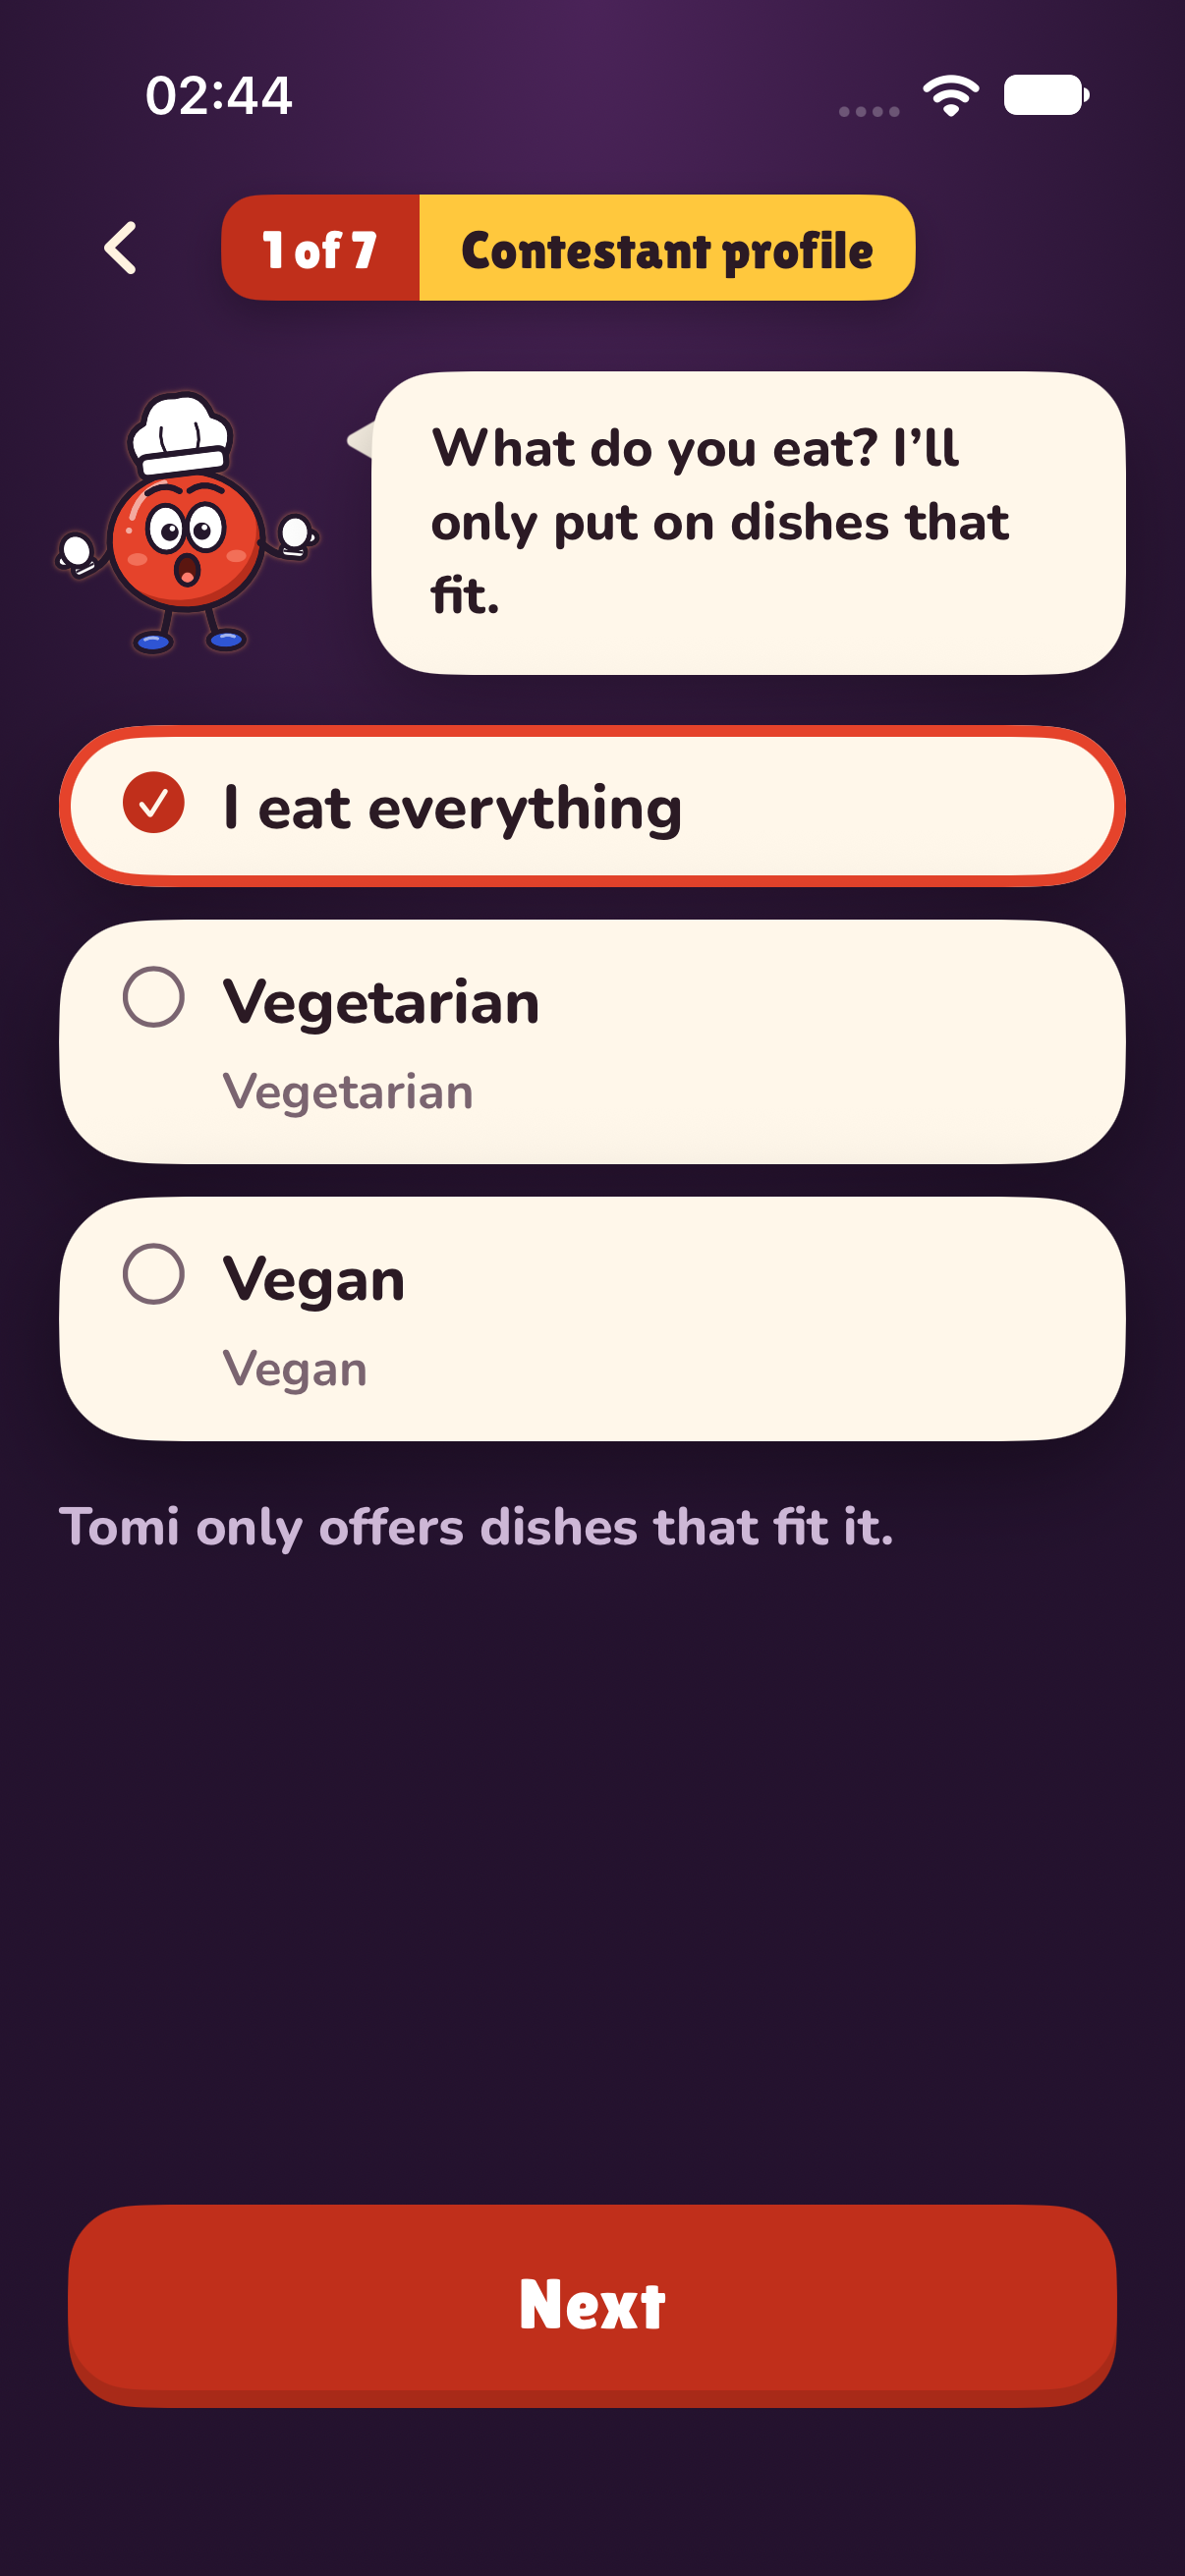 02:44
1 of 7 Contestant profile
What do you eat? I’ll
only put on dishes that
fit.
I eat everything
Vegetarian
Vegetarian
Vegan
Vegan
Tomi only offers dishes that fit it.
Next